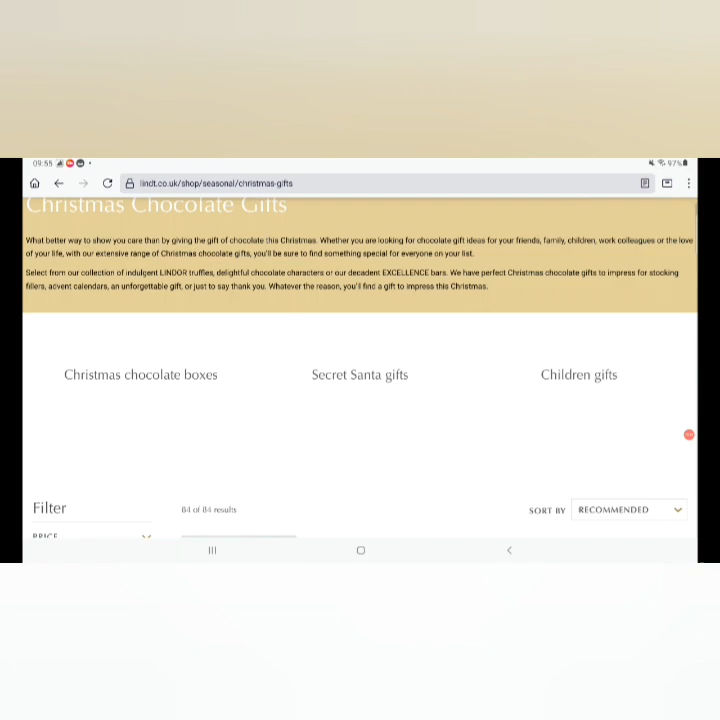 09:55
97%
lindt.co.uk/shop/seasonal/christmas-gifts
Christmas Chocolate Gifts
What better way to show you care than by giving the gift of chocolate this Christmas. Whether you are looking for chocolate gift ideas for your friends, family, children, work colleagues or the love
of your life, with our extensive range of Christmas chocolate gifts, you'll be sure to find something special for everyone on your list.
Select from our collection of indulgent LINDOR truffles, delightful chocolate characters or our decadent EXCELLENCE bars. We have perfect Christmas chocolate gifts to impress for stocking
fillers, advent calendars, an unforgettable gift, or just to say thank you. Whatever the reason, you'll find a gift to impress this Christmas.
Christmas chocolate boxes Secret Santa gifts Children gifts
Filter 84 of 84 results SORT BY RECOMMENDED
PRICE